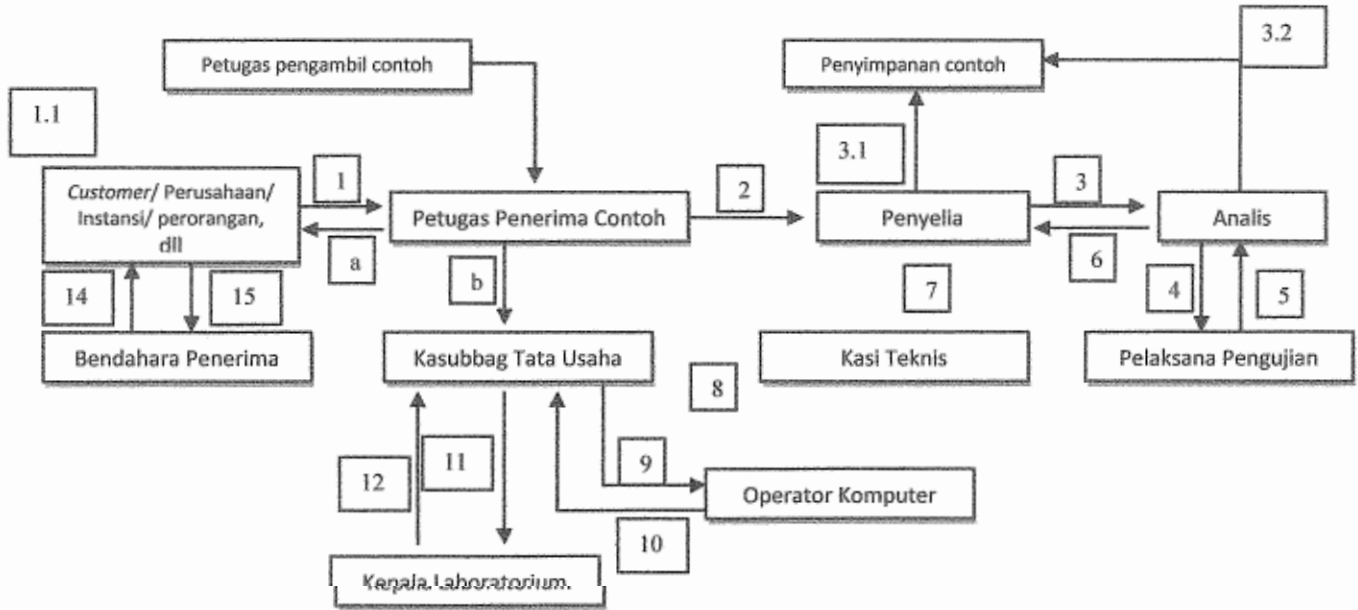 3.2
Petugas pengambil contoh
Penyimpanan contoh
1.1
3.1
Customer/ Perusahaan/
Instansi/ perorangan,
dll
1
a
Petugas Penerima Contoh
2
Penyelia
3
6
Analis
b
14
15
7
4
5
Bendahara Penerima
Kasubbag Tata Usaha
Kasi Teknis
Pelaksana Pengujian
8
12
11
9
Operator Komputer
10
Kepala Laboratorium